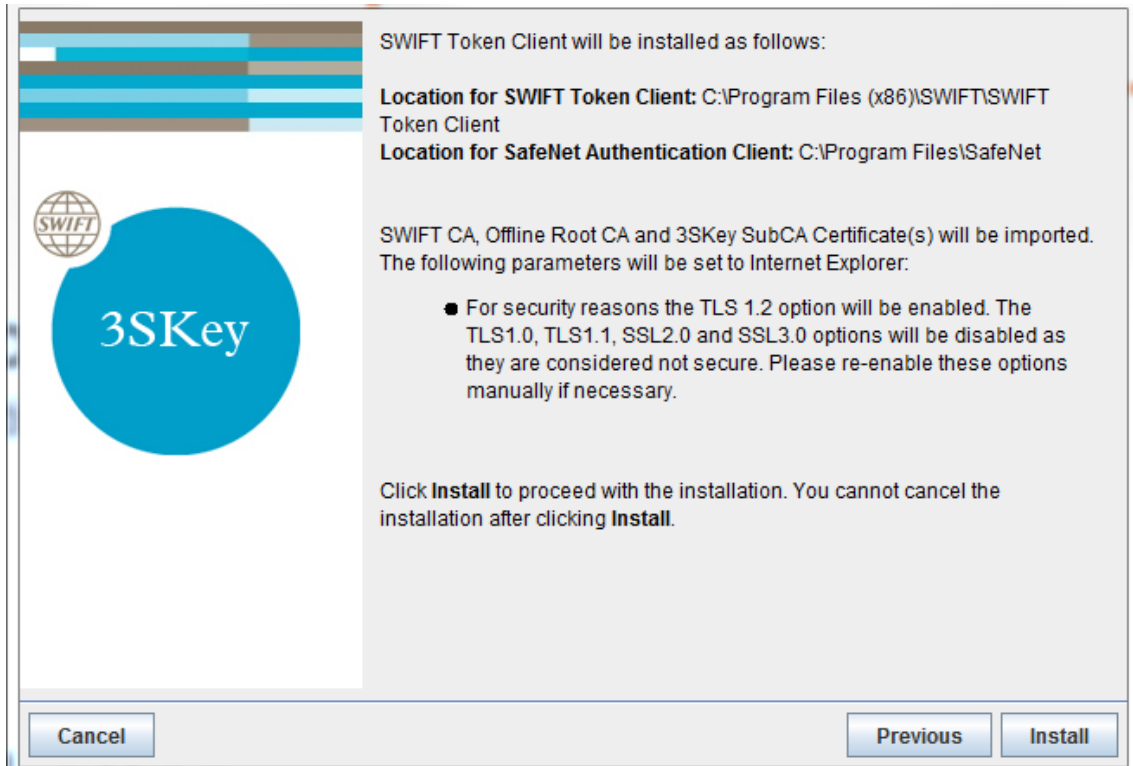 SWIFT Token Client will be installed as follows:
Location for SWIFT Token Client: C:\Program Files (x86)\SWIFT\SWIFT
Token Client
Location for SafeNet Authentication Client: C:\Program Files\SafeNet
SWIFT
3SKey
SWIFT CA, Offline Root CA and 3SKey SubCA Certificate(s) will be imported.
The following parameters will be set to Internet Explorer:
● For security reasons the TLS 1.2 option will be enabled. The
TLS1.0, TLS1.1, SSL2.0 and SSL3.0 options will be disabled as
they are considered not secure. Please re-enable these options
manually if necessary.
Click Install to proceed with the installation. You cannot cancel the
installation after clicking Install.
Cancel
Previous
Install